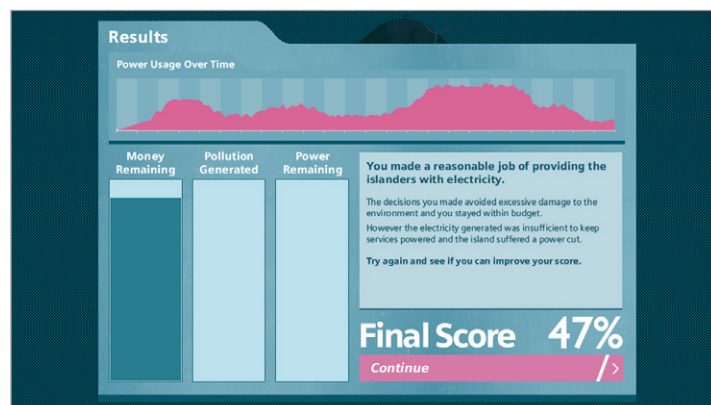 Results
Power Usage Over Time
Money
Remaining
Pollution
Generated
Power
Remaining
You made a reasonable job of providing the
islanders with electricity.
The decisions you made avoided excessive damage to the
environment and you stayed within budget.
However the electricity generated was insufficient to keep
services powered and the island suffered a power cut.
Try again and see if you can improve your score.
Final Score 47%
Continue